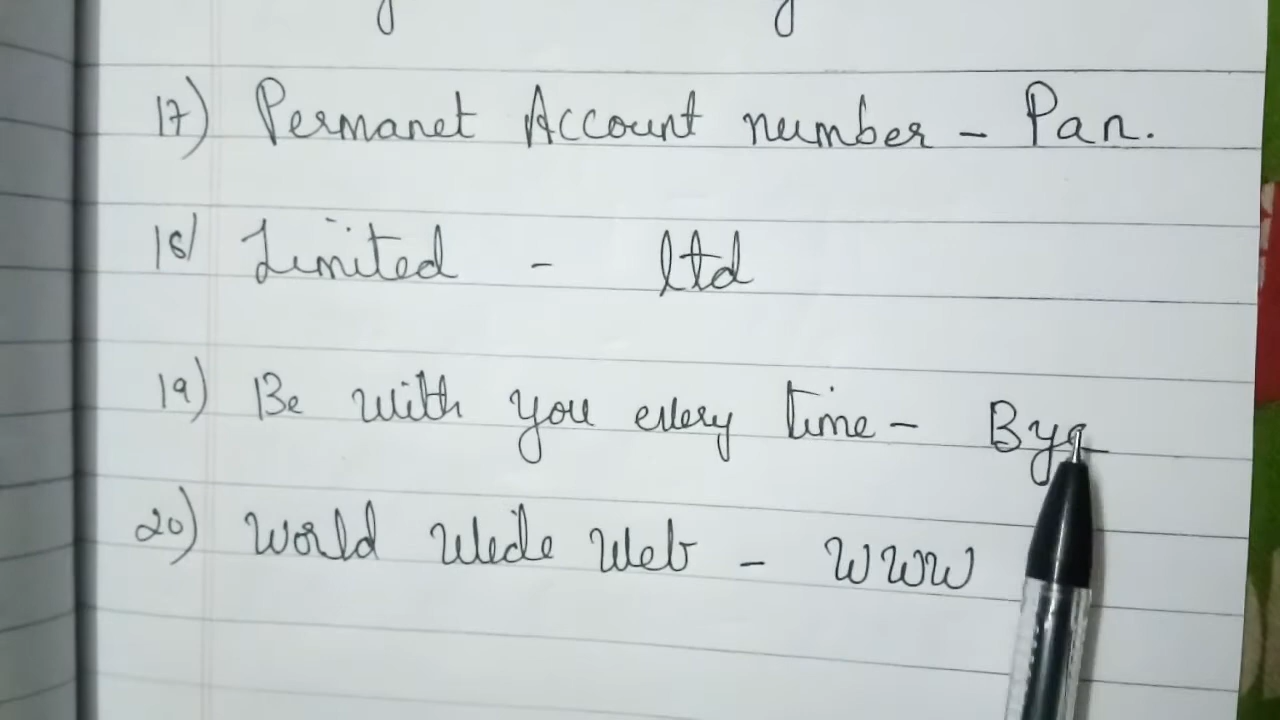 17) Permanet Account number - Pan.
18) Limited - ltd
19) Be with you every time - Bye
20) World Wide Web - WWW